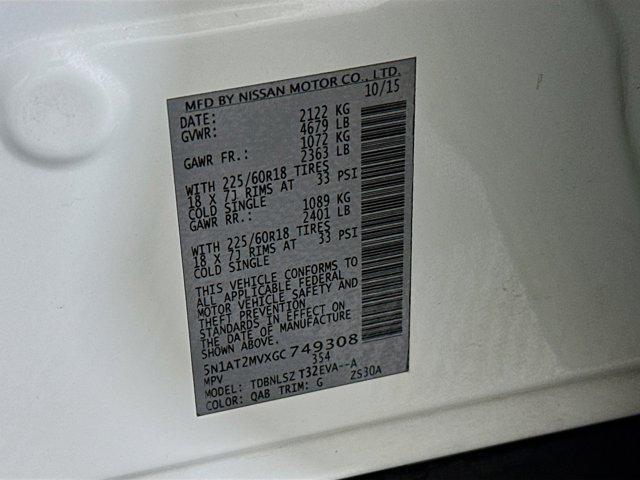 MFD BY NISSAN MOTOR CO., LTD.
DATE: 10/15
GVWR: 2122 KG
4679 LB
GAWR FR.: 1072 KG
2363 LB
WITH 225/60R18 TIRES
18 X 7J RIMS AT 33 PSI
COLD SINGLE
GAWR RR.: 1089 KG
2401 LB
WITH 225/60R18 TIRES
18 X 7J RIMS AT 33 PSI
COLD SINGLE
THIS VEHICLE CONFORMS TO
ALL APPLICABLE FEDERAL
MOTOR VEHICLE SAFETY AND
THEFT PREVENTION
STANDARDS IN EFFECT ON
THE DATE OF MANUFACTURE
SHOWN ABOVE.
5N1AT2MVXGC749308
MPV 354
MODEL: TDBNLSZ T32EVA--A
COLOR: QAB TRIM: G ZS30A